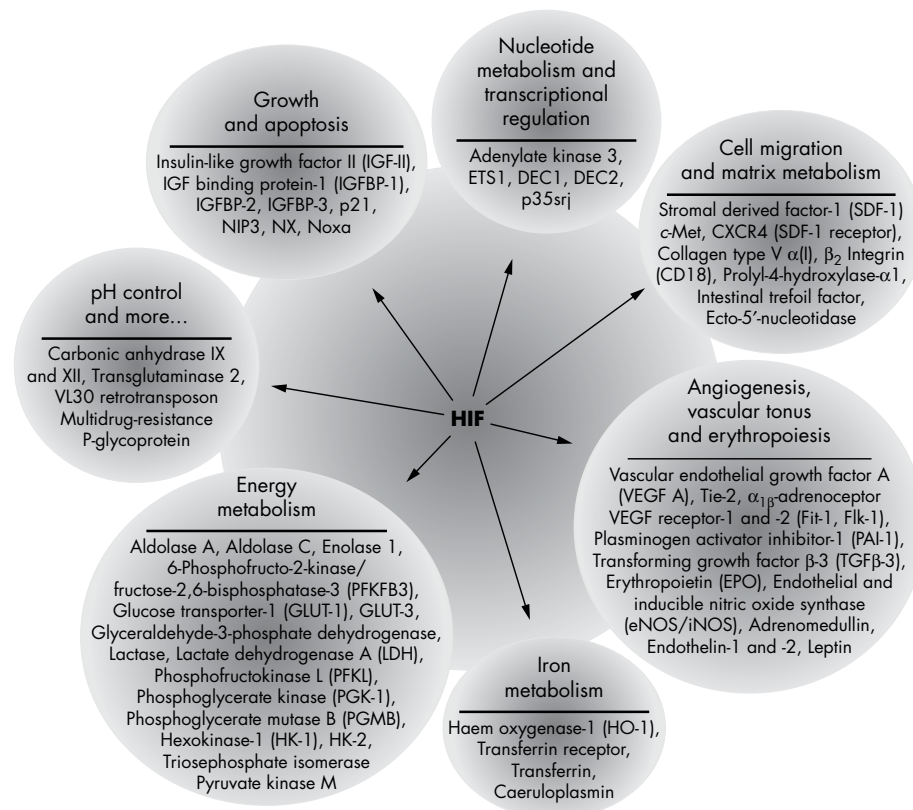 Nucleotide
metabolism and
transcriptional
regulation
Adenylate kinase 3,
ETS1, DEC1, DEC2,
p35srj
Growth
and apoptosis
Insulin-like growth factor II (IGF-II),
IGF binding protein-1 (IGFBP-1),
IGFBP-2, IGFBP-3, p21,
NIP3, NX, Noxa
Cell migration
and matrix metabolism
Stromal derived factor-1 (SDF-1)
c-Met, CXCR4 (SDF-1 receptor),
Collagen type V α(I), β2 Integrin
(CD18), Prolyl-4-hydroxylase-α1,
Intestinal trefoil factor,
Ecto-5′-nucleotidase
pH control
and more...
Carbonic anhydrase IX
and XII, Transglutaminase 2,
VL30 retrotransposon
Multidrug-resistance
P-glycoprotein
HIF
Angiogenesis,
vascular tonus
and erythropoiesis
Vascular endothelial growth factor A
(VEGF A), Tie-2, α1β-adrenoceptor
VEGF receptor-1 and -2 (Fit-1, Flk-1),
Plasminogen activator inhibitor-1 (PAI-1),
Transforming growth factor β-3 (TGFβ-3),
Erythropoietin (EPO), Endothelial and
inducible nitric oxide synthase
(eNOS/iNOS), Adrenomedullin,
Endothelin-1 and -2, Leptin
Energy
metabolism
Aldolase A, Aldolase C, Enolase 1,
6-Phosphofructo-2-kinase/
fructose-2,6-bisphosphatase-3 (PFKFB3),
Glucose transporter-1 (GLUT-1), GLUT-3,
Glyceraldehyde-3-phosphate dehydrogenase,
Lactase, Lactate dehydrogenase A (LDH),
Phosphofructokinase L (PFKL),
Phosphoglycerate kinase (PGK-1),
Phosphoglycerate mutase B (PGMB),
Hexokinase-1 (HK-1), HK-2,
Triosephosphate isomerase
Pyruvate kinase M
Iron
metabolism
Haem oxygenase-1 (HO-1),
Transferrin receptor,
Transferrin,
Caeruloplasmin